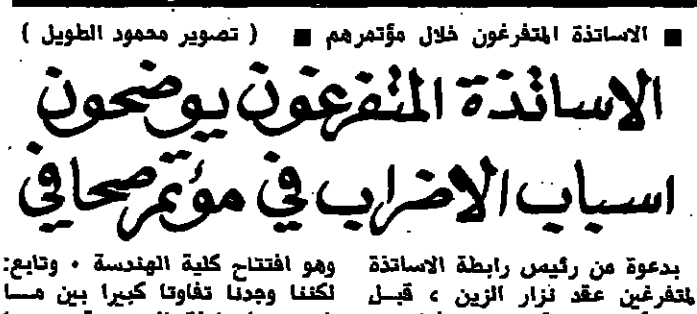 ■ الاساتذة المتفرغون خلال مؤتمرهم ■ ( تصوير محمود الطويل )
الاساتذة المتفرغون يوضحون
اسباب الاضراب في مؤتمر صحافي
بدعوة من رئيس رابطة الاساتذة
لمتفرغين عقد نزار الزين ، قبل
وهو افتتاح كلية الهندسة . وتابع:
لكننا وجدنا تفاوتا كبيرا بين ما